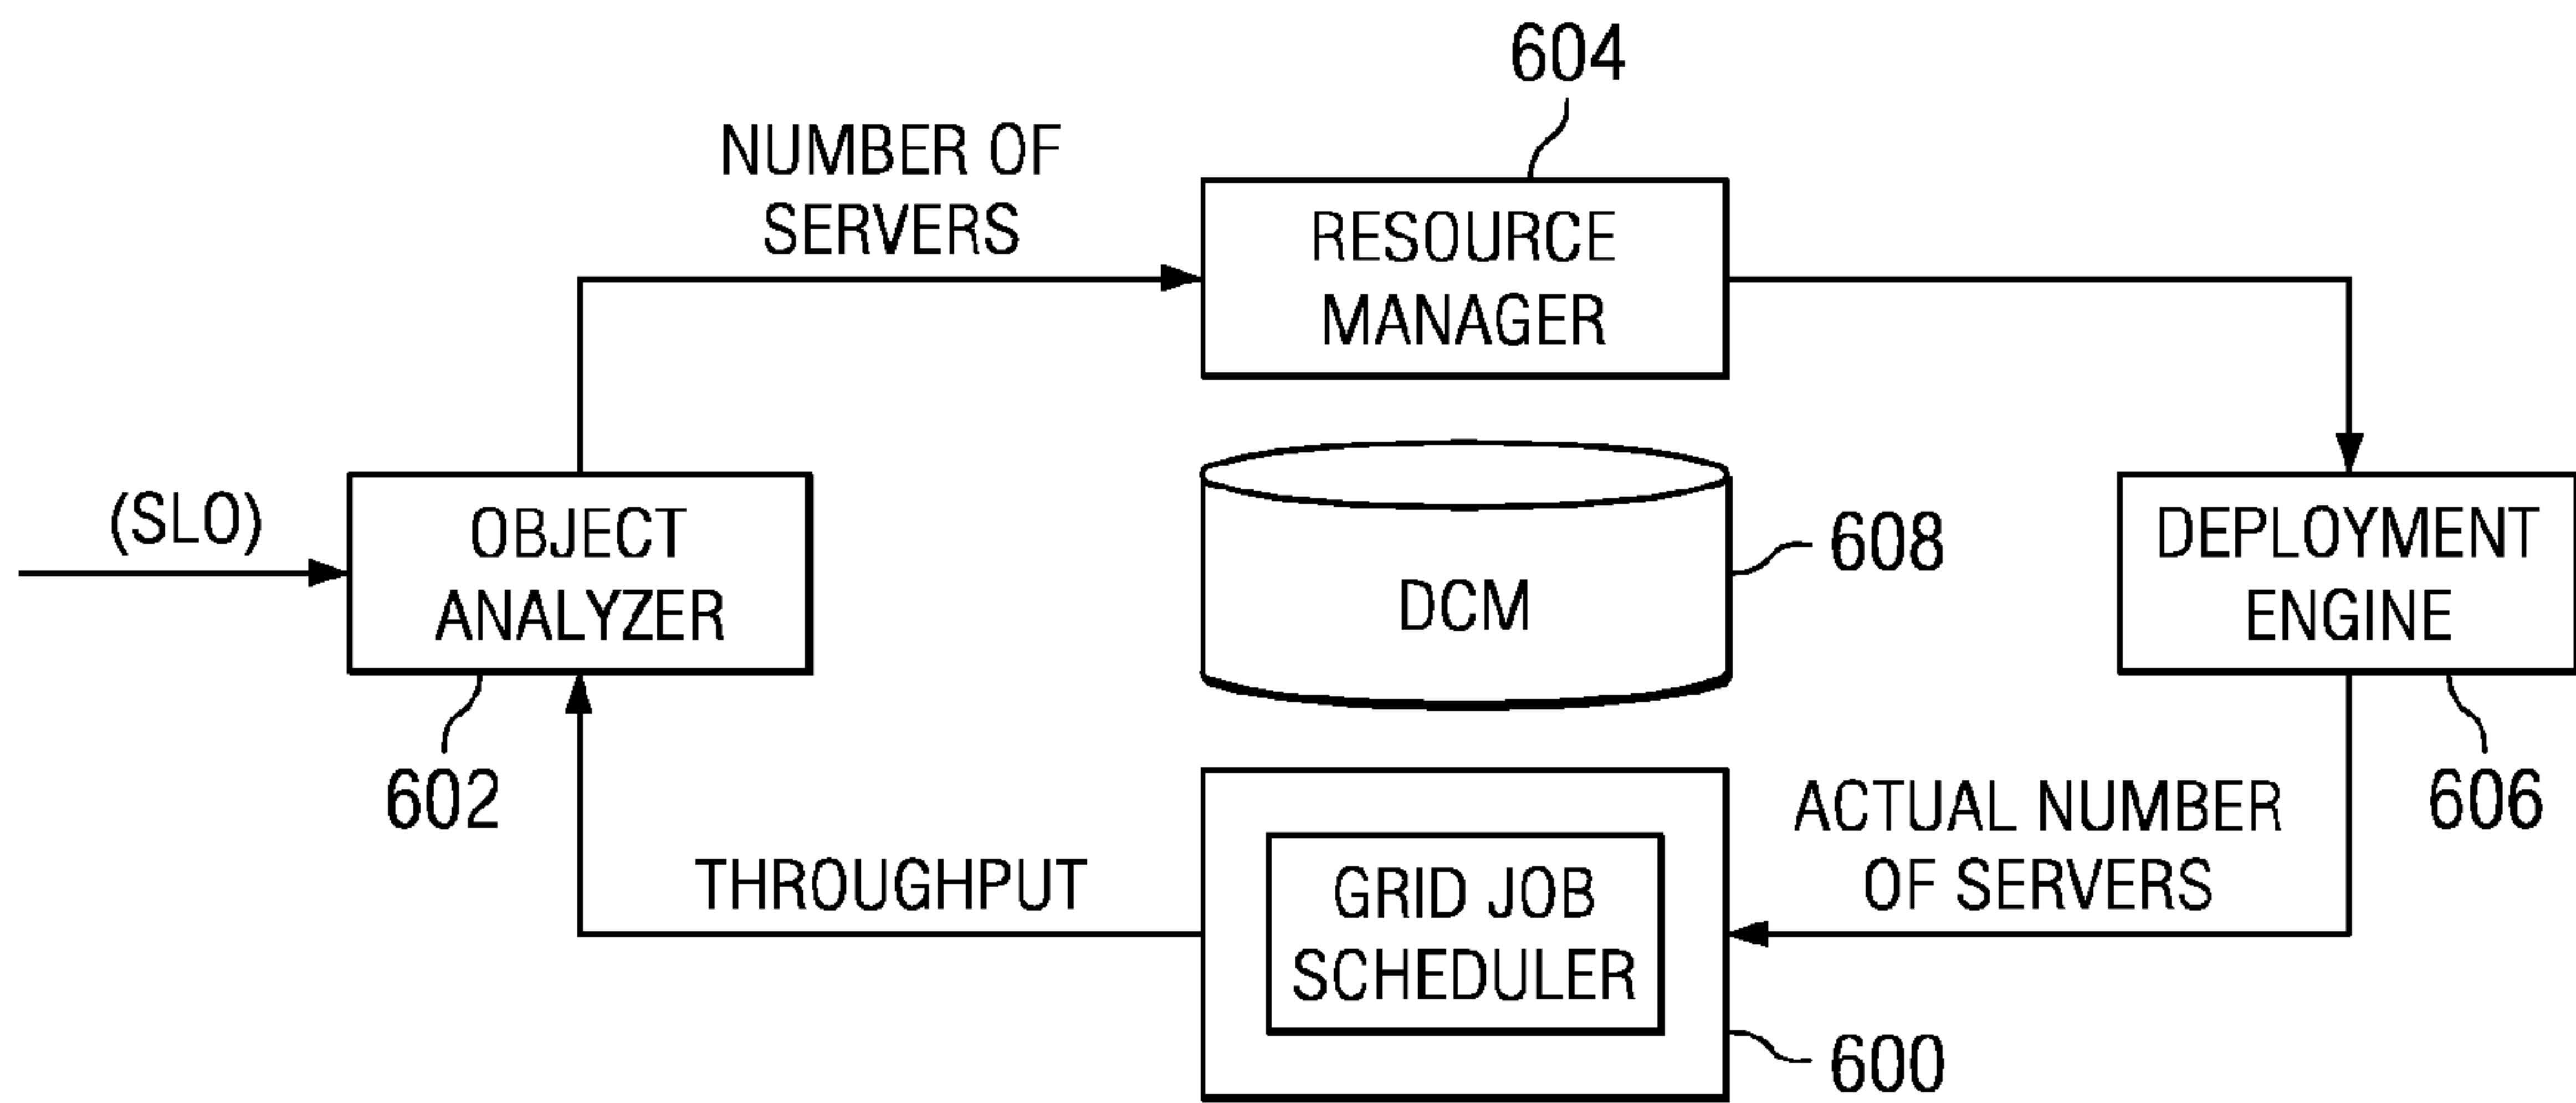 604
NUMBER OF
SERVERS
RESOURCE
MANAGER
(SLO)
OBJECT
ANALYZER
602
DCM
608
DEPLOYMENT
ENGINE
606
THROUGHPUT
GRID JOB
SCHEDULER
600
ACTUAL NUMBER
OF SERVERS